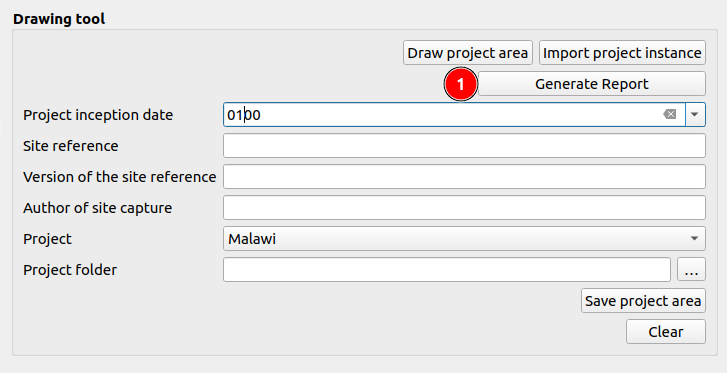 Drawing tool
Draw project area Import project instance
1 Generate Report
Project inception date 0100
Site reference
Version of the site reference
Author of site capture
Project Malawi
Project folder ...
Save project area
Clear